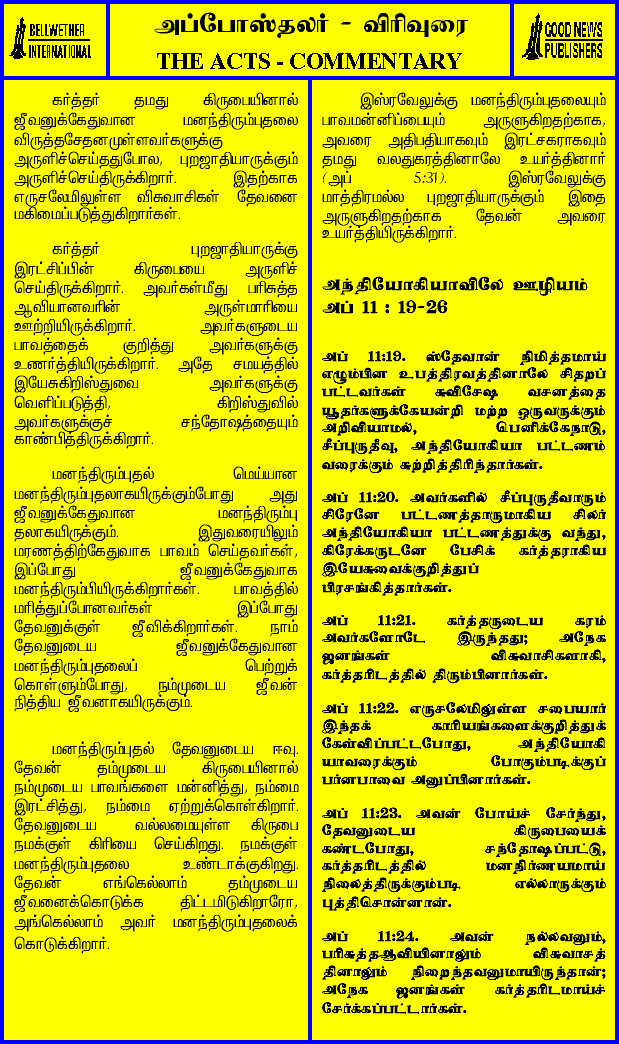 BELLWETHER
INTERNATIONAL
அப்போஸ்தலர் - விரிவுரை
THE ACTS - COMMENTARY
GOOD NEWS
PUBLISHERS
கர்த்தர் தமது கிருபையினால்
ஜீவனுக்கேதுவான மனந்திரும்புதலை
விருத்தசேதனமுள்ளவர்களுக்கு
அருளிச்செய்ததுபோல, புறஜாதியாருக்கும்
அருளிச்செய்திருக்கிறார். இதற்காக
எருசலேமிலுள்ள விசுவாசிகள் தேவனை
மகிமைப்படுத்துகிறார்கள்.
கர்த்தர் புறஜாதியாருக்கு
இரட்சிப்பின் கிருபையை அருளிச்
செய்திருக்கிறார். அவர்கள்மீது பரிசுத்த
ஆவியானவரின் அருள்மாரியை
ஊற்றியிருக்கிறார். அவர்களுடைய
பாவத்தைக் குறித்து அவர்களுக்கு
உணர்த்தியிருக்கிறார். அதே சமயத்தில்
இயேசுகிறிஸ்துவை அவர்களுக்கு
வெளிப்படுத்தி, கிறிஸ்துவில்
அவர்களுக்குச் சந்தோஷத்தையும்
காண்பித்திருக்கிறார்.
மனந்திரும்புதல் மெய்யான
மனந்திரும்புதலாகயிருக்கும்போது அது
ஜீவனுக்கேதுவான மனந்திரும்பு
தலாகயிருக்கும். இதுவரையிலும்
மரணத்திற்கேதுவாக பாவம் செய்தவர்கள்,
இப்போது ஜீவனுக்கேதுவாக
மனந்திரும்பியிருக்கிறார்கள். பாவத்தில்
மரித்துப்போனவர்கள் இப்போது
தேவனுக்குள் ஜீவிக்கிறார்கள். நாம்
தேவனுடைய ஜீவனுக்கேதுவான
மனந்திரும்புதலைப் பெற்றுக்
கொள்ளும்போது, நம்முடைய ஜீவன்
நித்திய ஜீவனாகயிருக்கும்.
மனந்திரும்புதல் தேவனுடைய ஈவு.
தேவன் தம்முடைய கிருபையினால்
நம்முடைய பாவங்களை மன்னித்து, நம்மை
இரட்சித்து, நம்மை ஏற்றுக்கொள்கிறார்.
தேவனுடைய வல்லமையுள்ள கிருபை
நமக்குள் கிரியை செய்கிறது. நமக்குள்
மனந்திரும்புதலை உண்டாக்குகிறது.
தேவன் எங்கெல்லாம் தம்முடைய
ஜீவனைக்கொடுக்க திட்டமிடுகிறாரோ,
அங்கெல்லாம் அவர் மனந்திரும்புதலைக்
கொடுக்கிறார்.
இஸ்ரவேலுக்கு மனந்திரும்புதலையும்
பாவமன்னிப்பையும் அருளுகிறதற்காக,
அவரை அதிபதியாகவும் இரட்சகராகவும்
தமது வலதுகரத்தினாலே உயர்த்தினார்
(அப் 5:31). இஸ்ரவேலுக்கு
மாத்திரமல்ல புறஜாதியாருக்கும் இதை
அருளுகிறதற்காக தேவன் அவரை
உயர்த்தியிருக்கிறார்.
அந்தியோகியாவிலே ஊழியம்
அப் 11 : 19-26
அப் 11:19. ஸ்தேவான் நிமித்தமாய்
எழும்பின உபத்திரவத்தினாலே சிதறப்
பட்டவர்கள் சுவிசேஷ வசனத்தை
யூதர்களுக்கேயன்றி மற்ற ஒருவருக்கும்
அறிவியாமல், பெனிக்கேநாடு,
சீப்புருதீவு, அந்தியோகியா பட்டணம்
வரைக்கும் சுற்றித்திரிந்தார்கள்.
அப் 11:20. அவர்களில் சீப்புருதீவாரும்
சிரேனே பட்டணத்தாருமாகிய சிலர்
அந்தியோகியா பட்டணத்துக்கு வந்து,
கிரேக்கருடனே பேசிக் கர்த்தராகிய
இயேசுவைக்குறித்துப்
பிரசங்கித்தார்கள்.
அப் 11:21. கர்த்தருடைய கரம்
அவர்களோடே இருந்தது; அநேக
ஜனங்கள் விசுவாசிகளாகி,
கர்த்தரிடத்தில் திரும்பினார்கள்.
அப் 11:22. எருசலேமிலுள்ள சபையார்
இந்தக் காரியங்களைக்குறித்துக்
கேள்விப்பட்டபோது, அந்தியோகி
யாவரைக்கும் போகும்படிக்குப்
பர்னபாவை அனுப்பினார்கள்.
அப் 11:23. அவன் போய்ச் சேர்ந்து,
தேவனுடைய கிருபையைக்
கண்டபோது, சந்தோஷப்பட்டு,
கர்த்தரிடத்தில் மனநிர்ணயமாய்
நிலைத்திருக்கும்படி எல்லாருக்கும்
புத்திசொன்னான்.
அப் 11:24. அவன் நல்லவனும்,
பரிசுத்தஆவியினாலும் விசுவாசத்
தினாலும் நிறைந்தவனுமாயிருந்தான்;
அநேக ஜனங்கள் கர்த்தரிடமாய்ச்
சேர்க்கப்பட்டார்கள்.